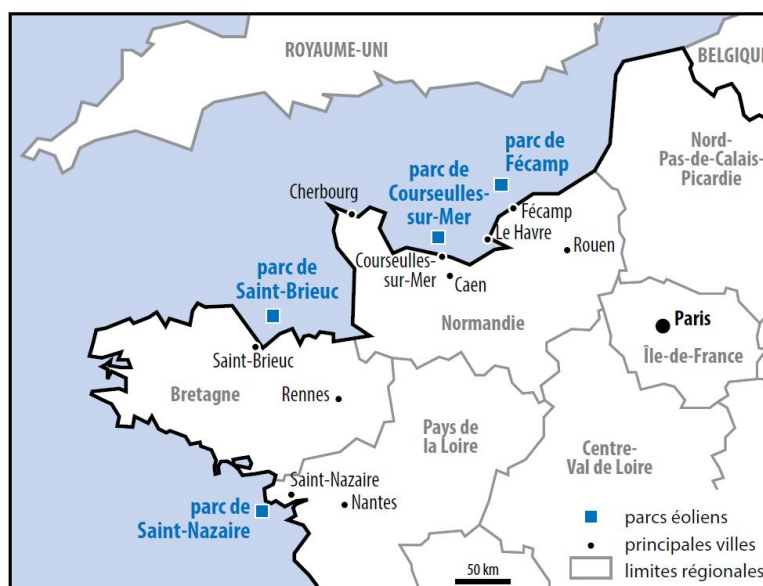 ROYAUME-UNI
BELGIQUE
Nord-
Pas-de-Calais-
Picardie
parc de
Fécamp
parc de
Courseulles-
sur-Mer
Cherbourg
Fécamp
Le Havre
Rouen
Courseulles-
sur-Mer
Caen
parc de
Saint-Brieuc
Normandie
Paris
Île-de-France
Saint-Brieuc
Bretagne
Rennes
Pays de
la Loire
Centre-
Val de Loire
Saint-Nazaire
Nantes
parc de
Saint-Nazaire
parcs éoliens
principales villes
limites régionales
50 km